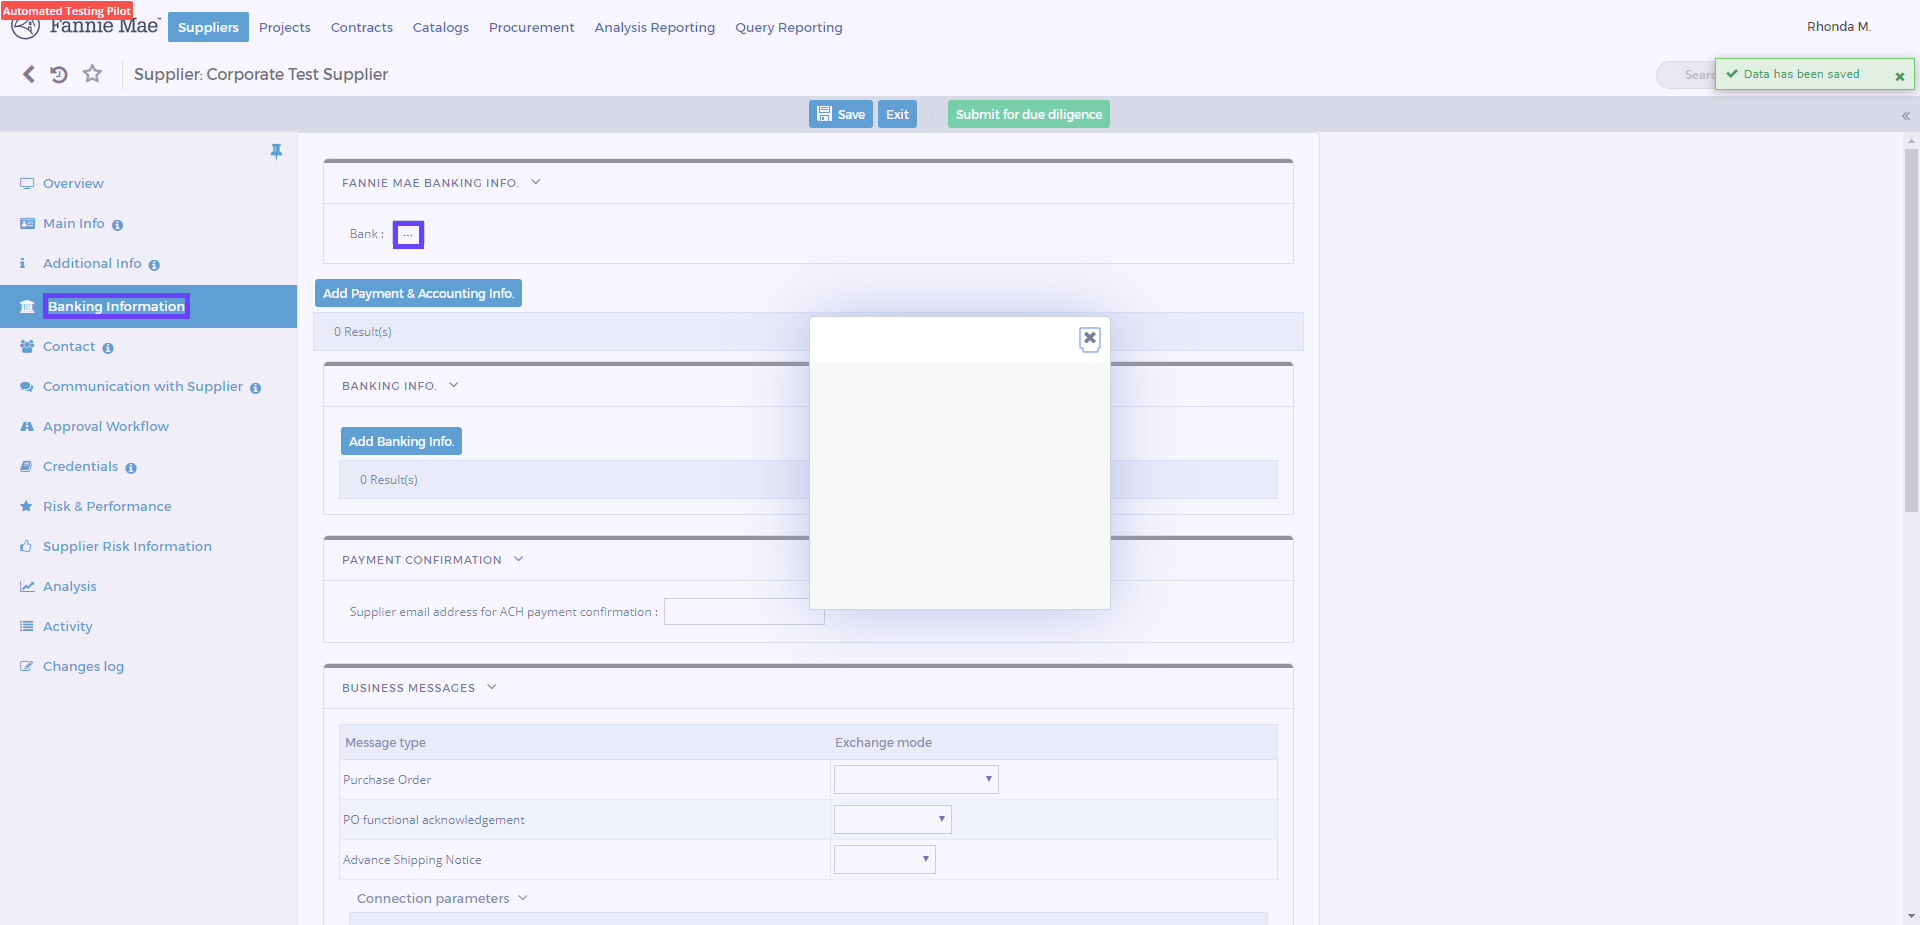 Automated Testing Pilot
Fannie Mae
Suppliers Projects Contracts Catalogs Procurement Analysis Reporting Query Reporting
Rhonda M.
Supplier: Corporate Test Supplier
Data has been saved
Save Exit Submit for due diligence
Overview
Main Info
Additional Info
Banking Information
Contact
Communication with Supplier
Approval Workflow
Credentials
Risk & Performance
Supplier Risk Information
Analysis
Activity
Changes log
FANNIE MAE BANKING INFO.
Bank : ...
Add Payment & Accounting Info.
0 Result(s)
BANKING INFO.
Add Banking Info.
0 Result(s)
PAYMENT CONFIRMATION
Supplier email address for ACH payment confirmation :
BUSINESS MESSAGES
Message type Exchange mode
Purchase Order
PO functional acknowledgement
Advance Shipping Notice
Connection parameters